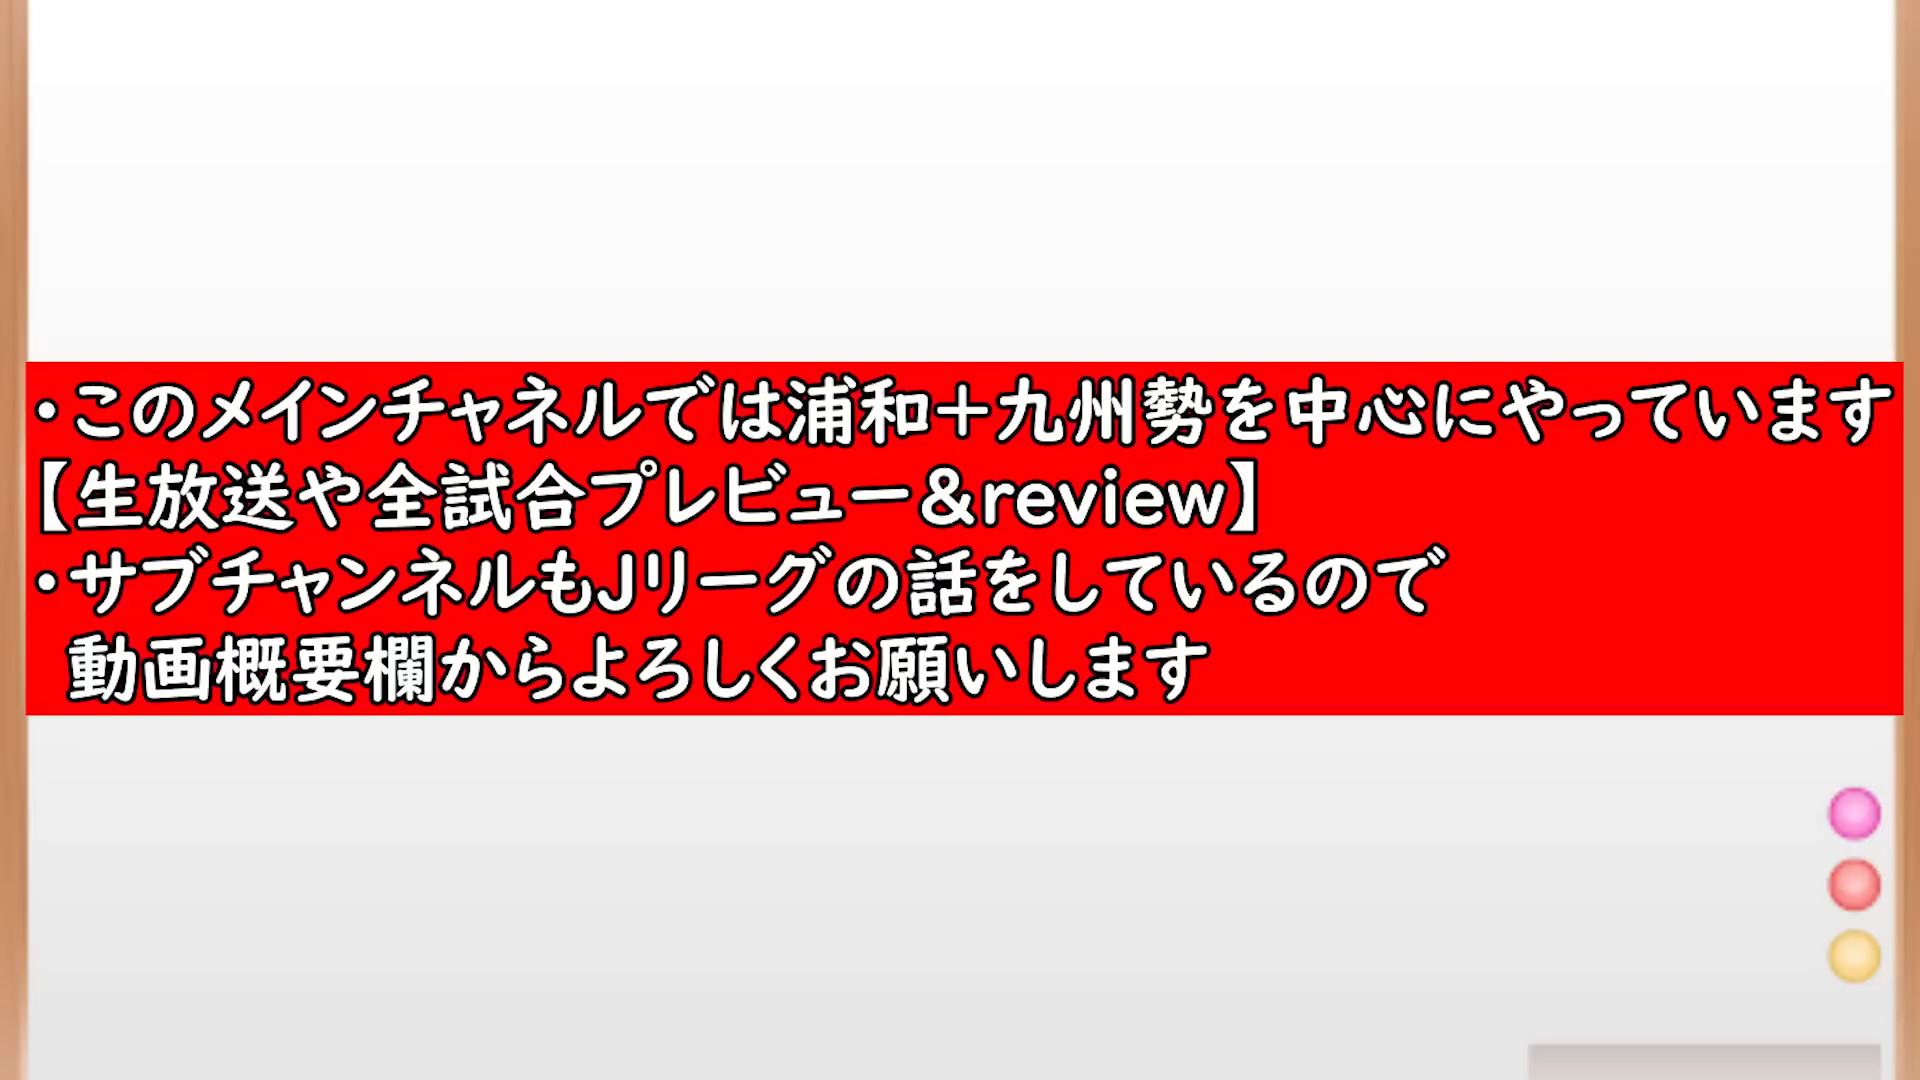 ・このメインチャネルでは浦和＋九州勢を中心にやっています
【生放送や全試合プレビュー＆review】
・サブチャンネルもJリーグの話をしているので
動画概要欄からよろしくお願いします